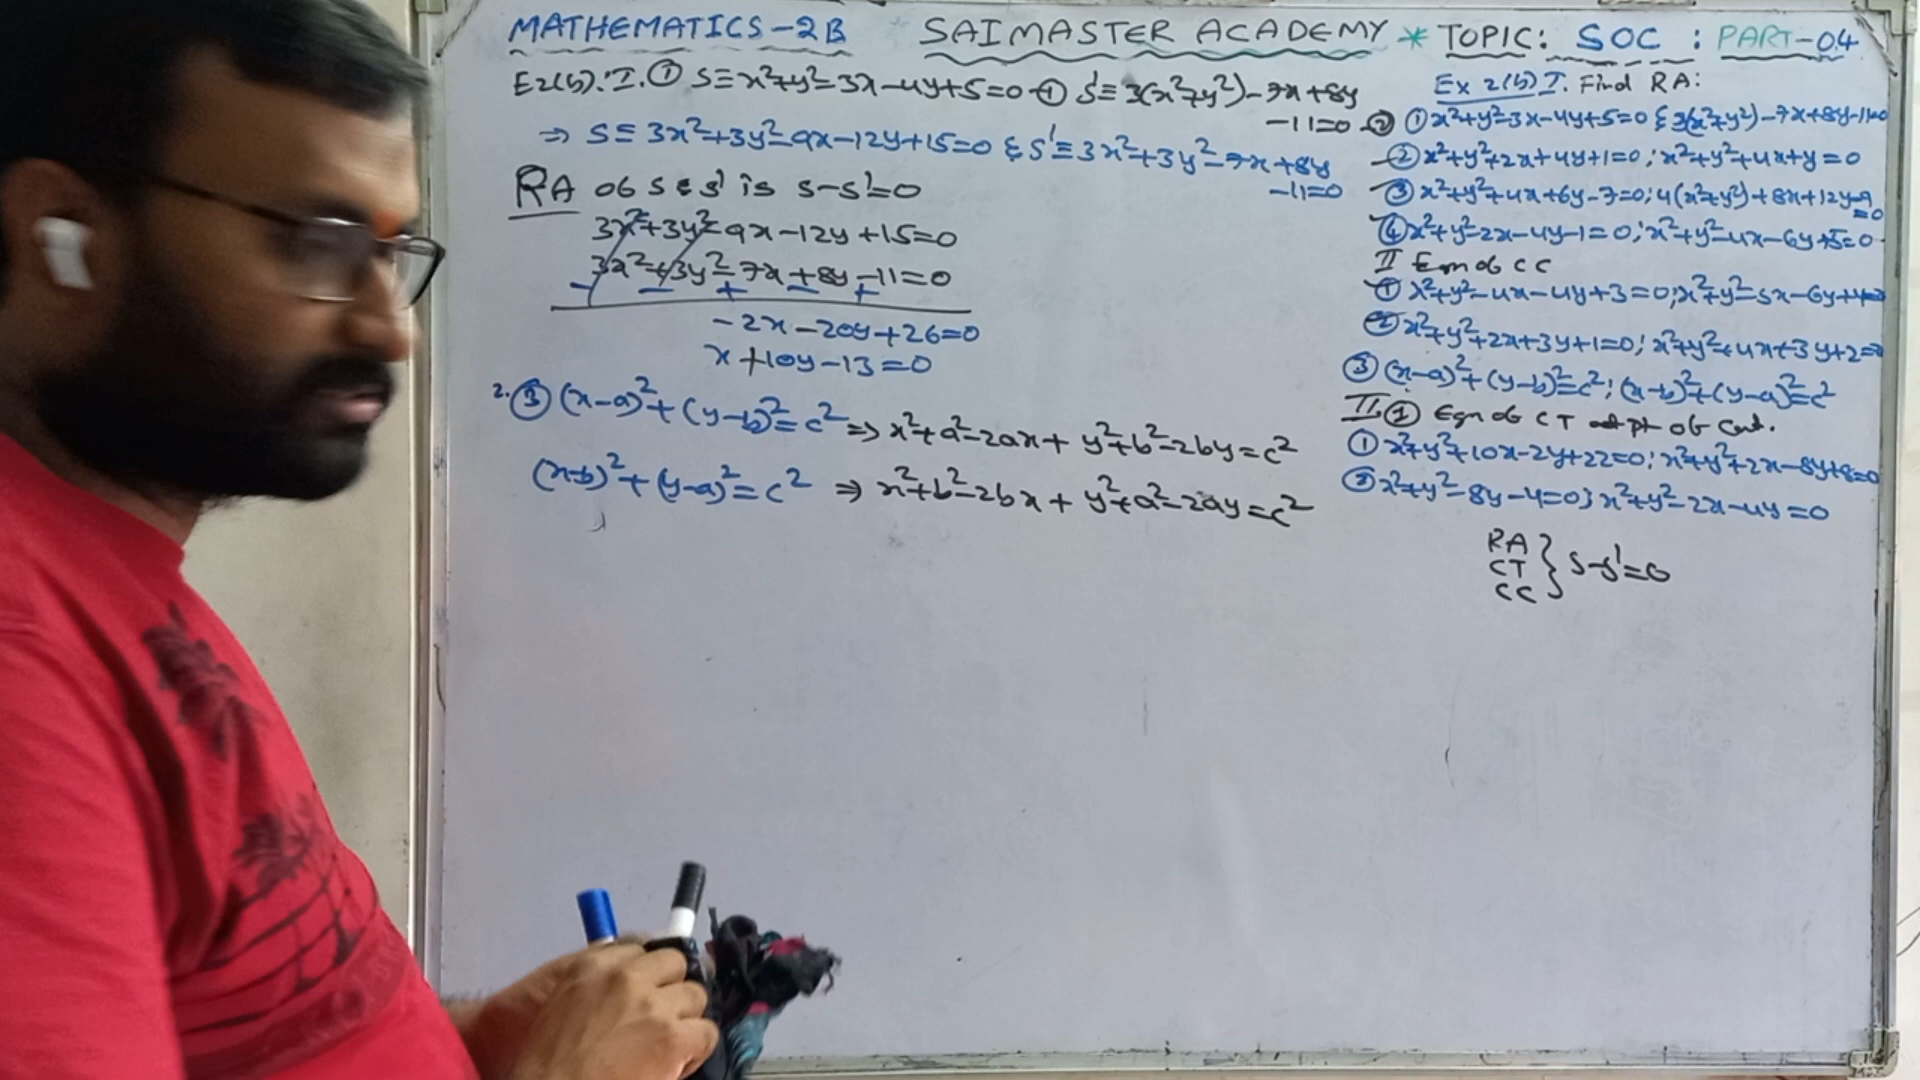 MATHEMATICS-2B SAIMASTER ACADEMY * TOPIC: SOC : PART-04
E2(b): I. ① S≡x²+y²-3x-4y+5=0 -① S'≡3(x²+y²)-7x+8y
-11=0 -②
⇒ S≡3x²+3y²-9x-12y+15=0 & S'≡3x²+3y²-7x+8y
-11=0
RA of S & S' is S-S'=0
3x²+3y²-9x-12y+15=0
3x²+3y²-7x+8y-11=0
- - + - +
-2x-20y+26=0
x+10y-13=0
2. ③ (x-a)²+(y-b)²=c² ⇒ x²+a²-2ax+y²+b²-2by=c²
(x-b)²+(y-a)²=c² ⇒ x²+b²-2bx+y²+a²-2ay=c²
Ex 2(b) I. Find RA:
① x²+y²-3x-4y+5=0 & 3(x²+y²)-7x+8y-11=0
② x²+y²+2x+4y+1=0; x²+y²+4x+y=0
③ x²+y²+4x+6y-7=0; 4(x²+y²)+8x+12y-9
=0
④ x²+y²-2x-4y-1=0; x²+y²-4x-6y+5=0
II Eqn of CC
① x²+y²-4x-4y+3=0; x²+y²-5x-6y+4=0
② x²+y²+2x+3y+1=0; x²+y²+4x+3y+2=0
③ (x-a)²+(y-b)²=c²; (x-b)²+(y-a)²=c²
II. ① Eqn of CT pt of Cont.
① x²+y²+10x-2y+22=0; x²+y²+2x-8y+8=0
② x²+y²-8y-4=0; x²+y²-2x-4y=0
RA
CT } S-S'=0
CC